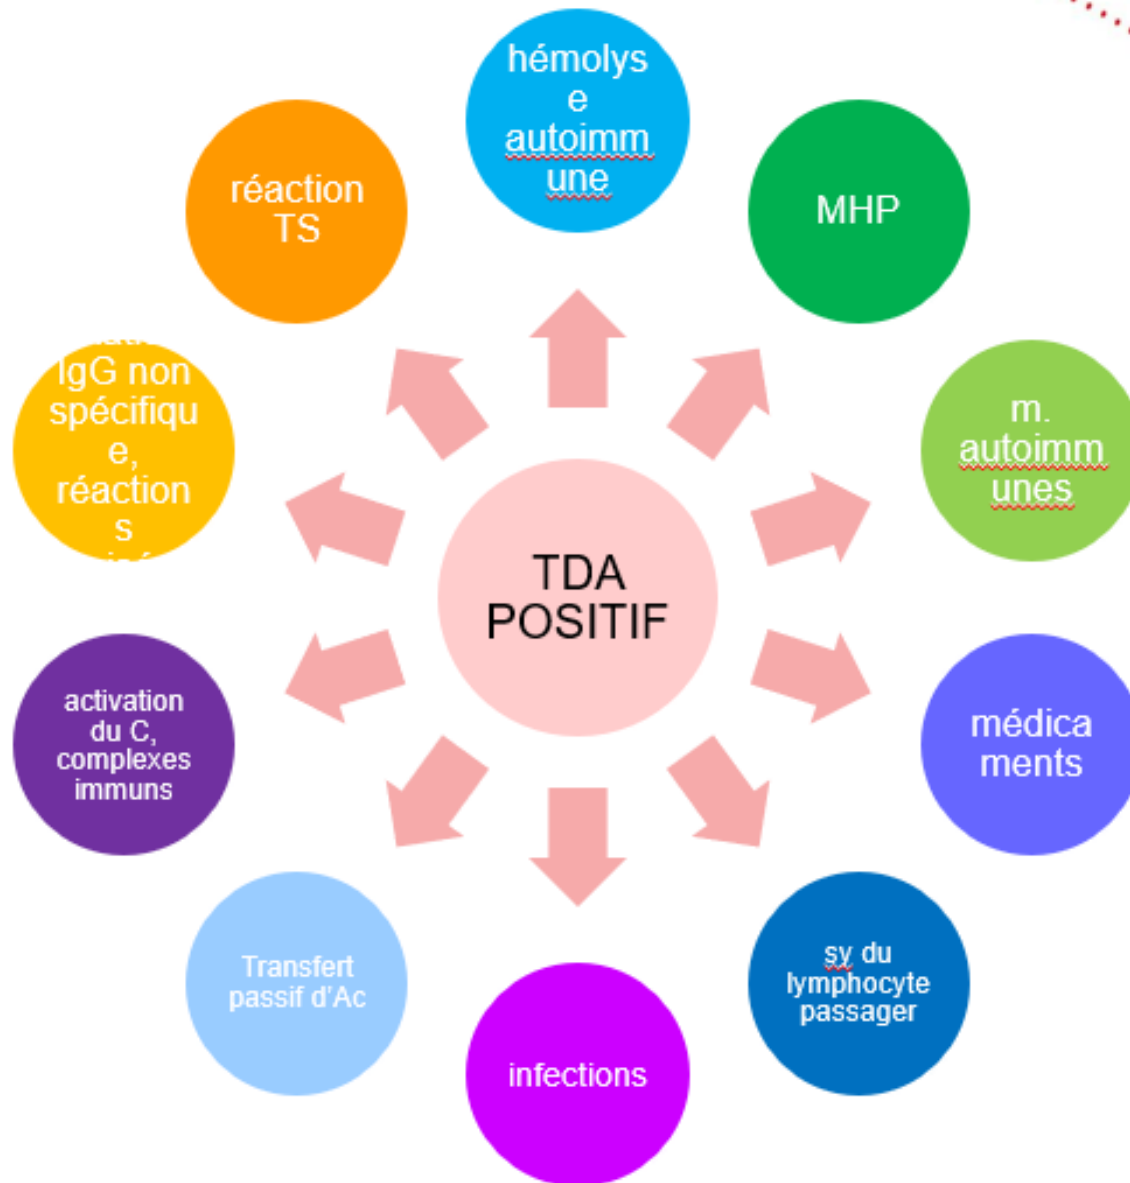 hémolys
e
autoimm
une
MHP
m.
autoimm
unes
médica
ments
sy du
lymphocyte
passager
infections
Transfert
passif d'Ac
activation
du C,
complexes
immuns
IgG non
spécifiqu
e,
réaction
s
réaction
TS
TDA
POSITIF